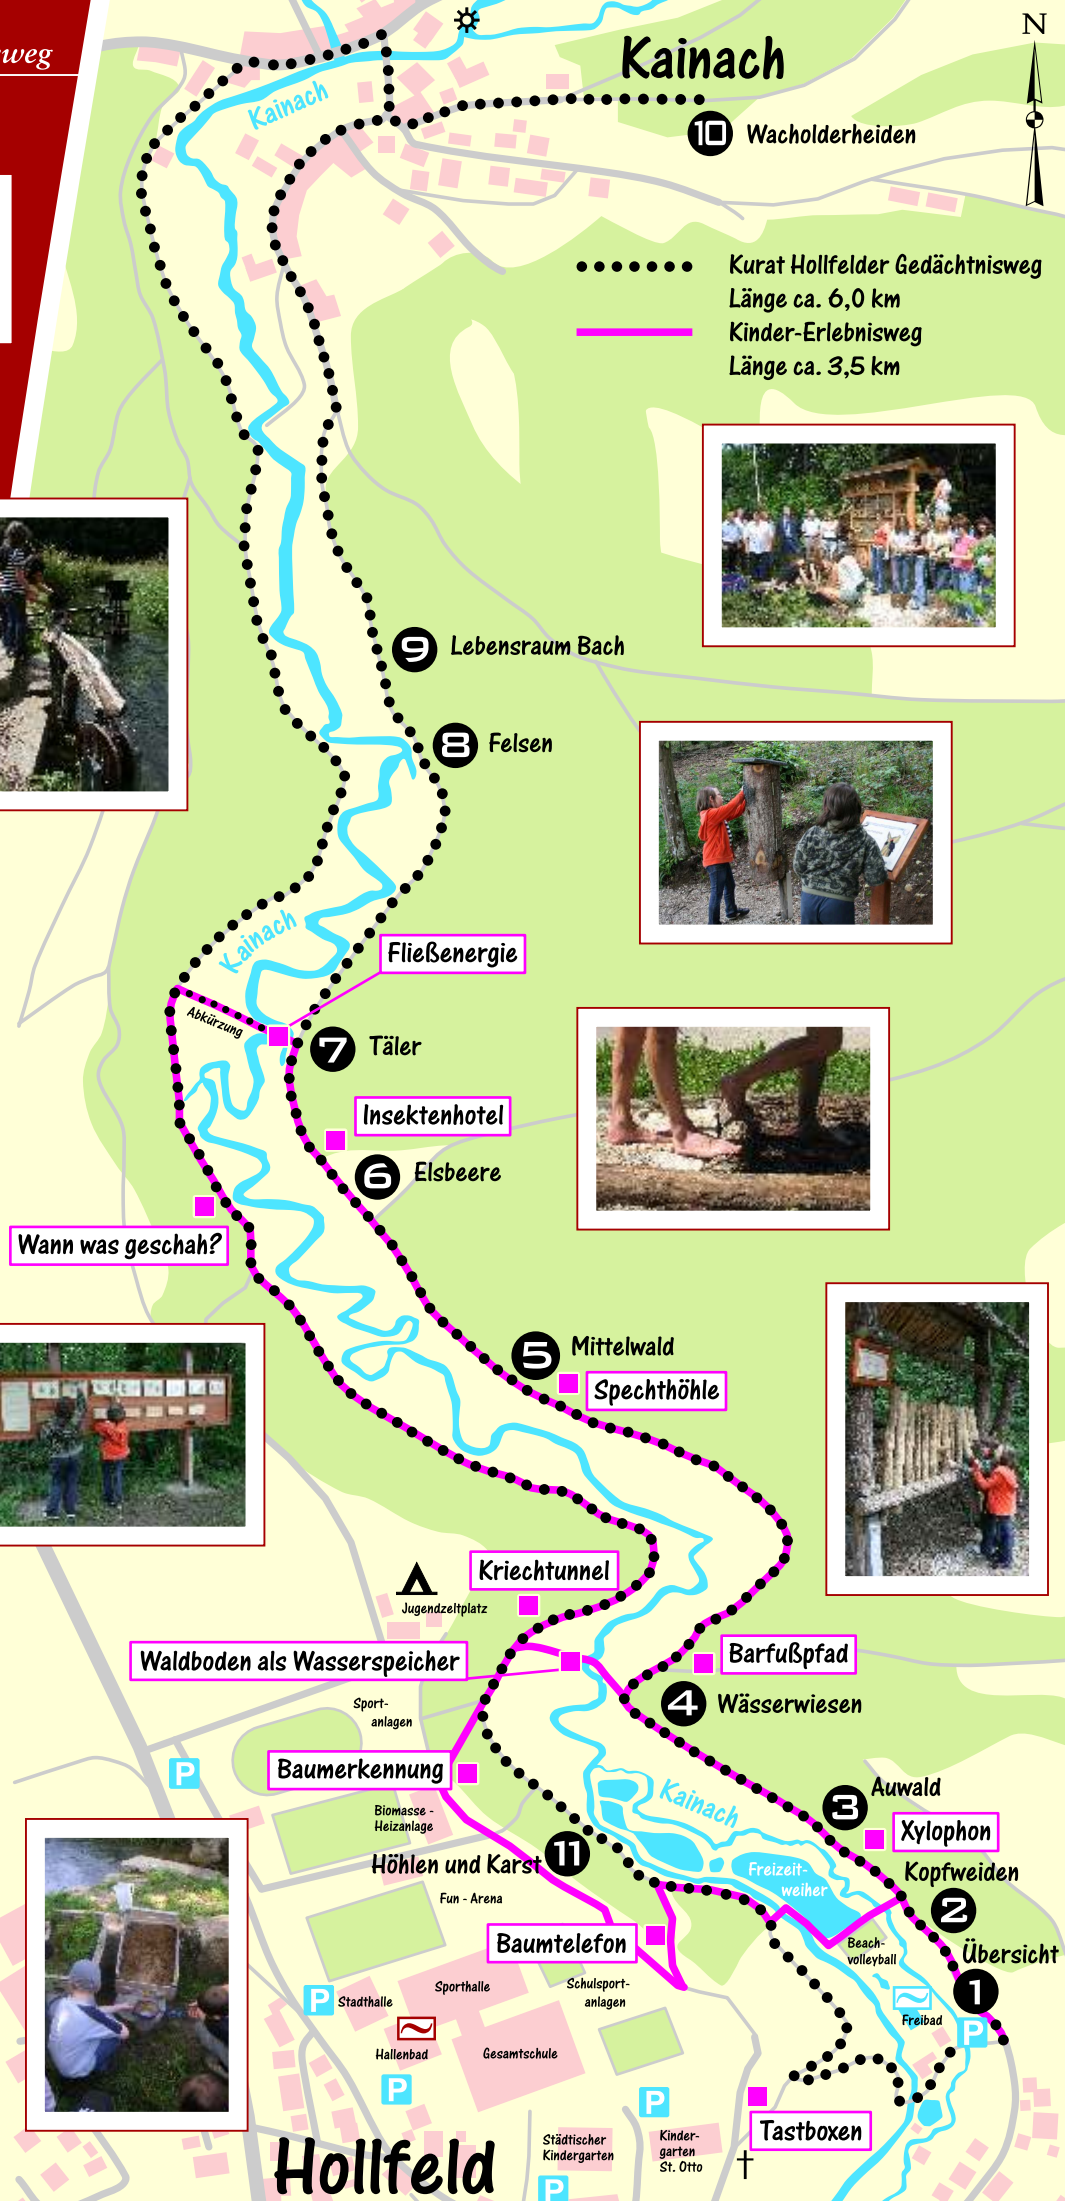 weg
Kainach
N
Kainach
10 Wacholderheiden
Kurat Hollfelder Gedächtnisweg
Länge ca. 6,0 km
Kinder-Erlebnisweg
Länge ca. 3,5 km
9 Lebensraum Bach
8 Felsen
Kainach
Fließenergie
Abkürzung
7 Täler
Insektenhotel
6 Elsbeere
Wann was geschah?
5 Mittelwald
Spechthöhle
Kriechtunnel
Jugendzeltplatz
Waldboden als Wasserspeicher
Barfußpfad
4 Wässerwiesen
Sport-
anlagen
P
Baumerkennung
Kainach
3 Auwald
Xylophon
Biomasse -
Heizanlage
11
Höhlen und Karst
Freizeit-
weiher
Kopfweiden
2
Fun - Arena
Baumtelefon
Beach-
volleyball
Übersicht
1
Sporthalle
Schulsport-
anlagen
P Stadthalle
Freibad
P
Hallenbad
Gesamtschule
P
P
Tastboxen
Städtischer
Kindergarten
Kinder-
garten
St. Otto
Hollfeld
P